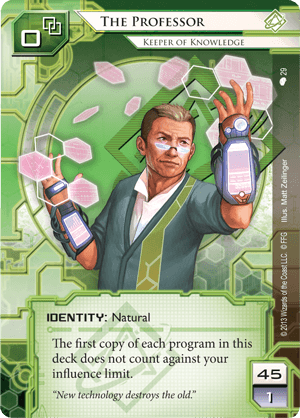 0
The Professor
Keeper of Knowledge
29
Illus. Matt Zeilinger
© FFG
© 2013 Wizards of the Coast LLC
IDENTITY: Natural
The first copy of each program in this
deck does not count against your
influence limit.
“New technology destroys the old.”
45
1